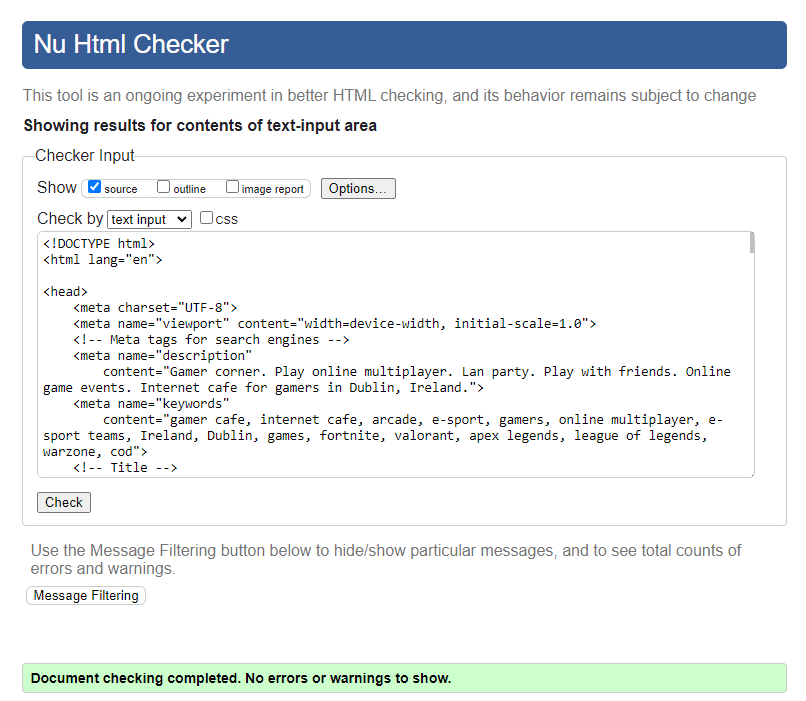 Nu Html Checker
This tool is an ongoing experiment in better HTML checking, and its behavior remains subject to change
Showing results for contents of text-input area
Checker Input
Show source outline image report Options...
Check by text input css
<!DOCTYPE html>
<html lang="en">
<head>
<meta charset="UTF-8">
<meta name="viewport" content="width=device-width, initial-scale=1.0">
<!-- Meta tags for search engines -->
<meta name="description"
content="Gamer corner. Play online multiplayer. Lan party. Play with friends. Online
game events. Internet cafe for gamers in Dublin, Ireland.">
<meta name="keywords"
content="gamer cafe, internet cafe, arcade, e-sport, gamers, online multiplayer, e-
sport teams, Ireland, Dublin, games, fortnite, valorant, apex legends, league of legends,
warzone, cod">
<!-- Title -->
Check
Use the Message Filtering button below to hide/show particular messages, and to see total counts of
errors and warnings.
Message Filtering
Document checking completed. No errors or warnings to show.